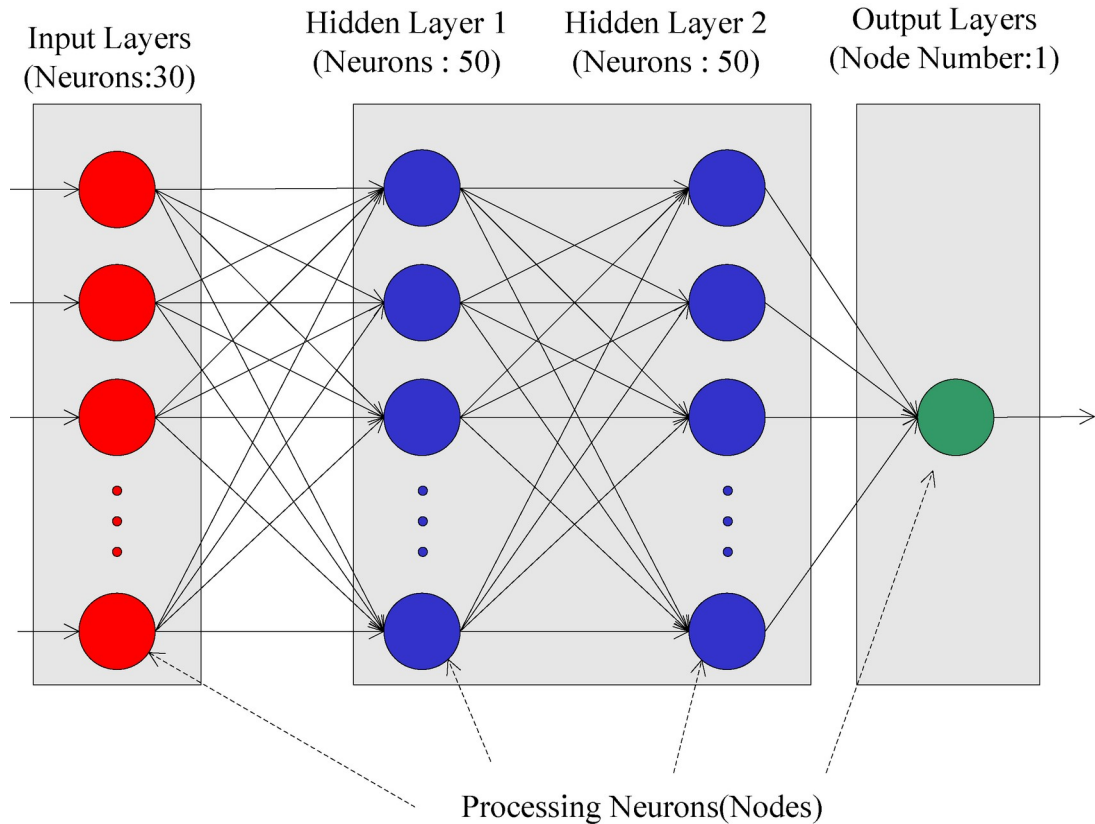 Input Layers
(Neurons:30)
Hidden Layer 1
(Neurons : 50)
Hidden Layer 2
(Neurons : 50)
Output Layers
(Node Number:1)
Processing Neurons(Nodes)